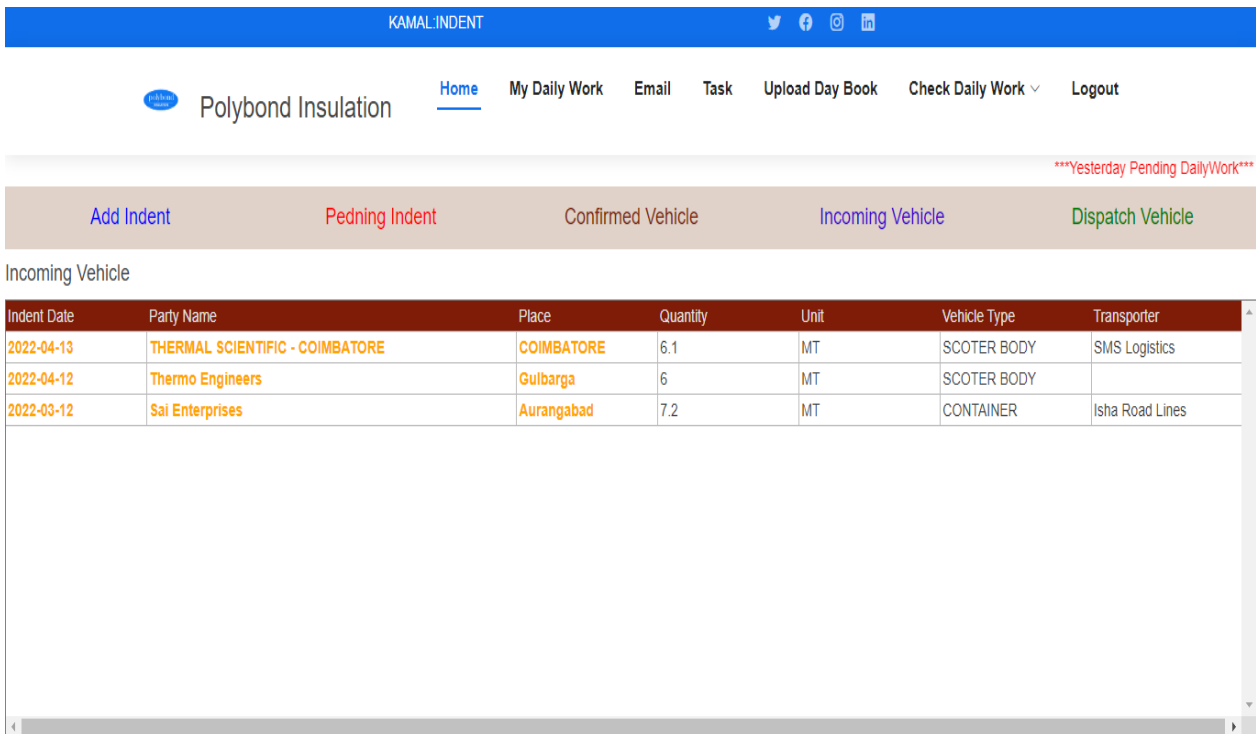 KAMAL:INDENT
polybond
Polybond Insulation
Home My Daily Work Email Task Upload Day Book Check Daily Work Logout
***Yesterday Pending DailyWork***
Add Indent Pedning Indent Confirmed Vehicle Incoming Vehicle Dispatch Vehicle
Incoming Vehicle
Indent Date Party Name Place Quantity Unit Vehicle Type Transporter
2022-04-13 THERMAL SCIENTIFIC - COIMBATORE COIMBATORE 6.1 MT SCOTER BODY SMS Logistics
2022-04-12 Thermo Engineers Gulbarga 6 MT SCOTER BODY
2022-03-12 Sai Enterprises Aurangabad 7.2 MT CONTAINER Isha Road Lines